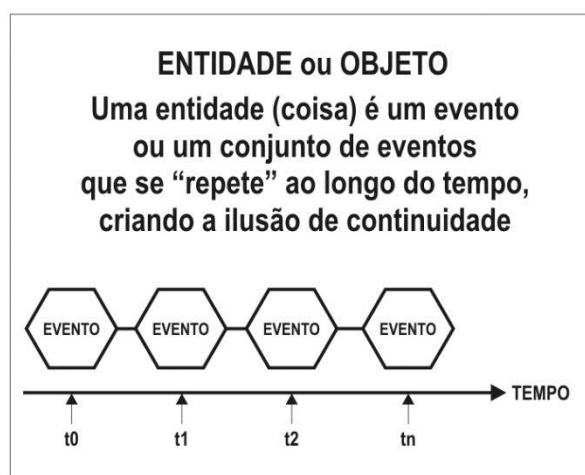 ENTIDADE ou OBJETO
Uma entidade (coisa) é um evento
ou um conjunto de eventos
que se “repete” ao longo do tempo,
criando a ilusão de continuidade
EVENTO EVENTO EVENTO EVENTO
TEMPO
t0 t1 t2 tn